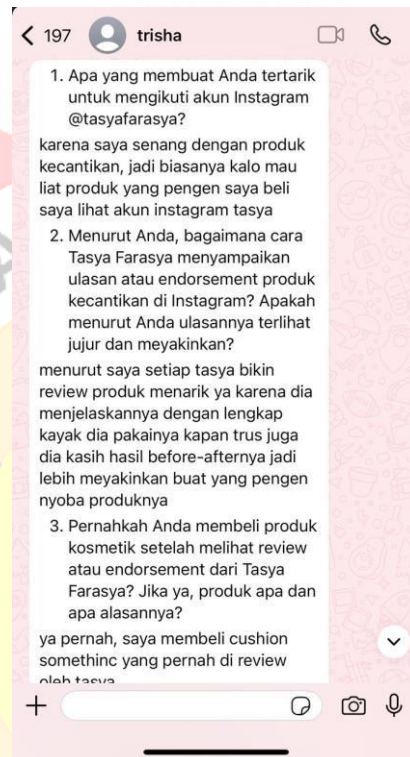 197 trisha
1. Apa yang membuat Anda tertarik
untuk mengikuti akun Instagram
@tasyafarasya?
karena saya senang dengan produk
kecantikan, jadi biasanya kalo mau
liat produk yang pengen saya beli
saya lihat akun instagram tasya
2. Menurut Anda, bagaimana cara
Tasya Farasya menyampaikan
ulasan atau endorsement produk
kecantikan di Instagram? Apakah
menurut Anda ulasannya terlihat
jujur dan meyakinkan?
menurut saya setiap tasya bikin
review produk menarik ya karena dia
menjelaskannya dengan lengkap
kayak dia pakainya kapan trus juga
dia kasih hasil before-afternya jadi
lebih meyakinkan buat yang pengen
nyoba produknya
3. Pernahkah Anda membeli produk
kosmetik setelah melihat review
atau endorsement dari Tasya
Farasya? Jika ya, produk apa dan
apa alasannya?
ya pernah, saya membeli cushion
somethinc yang pernah di review
oleh tasya